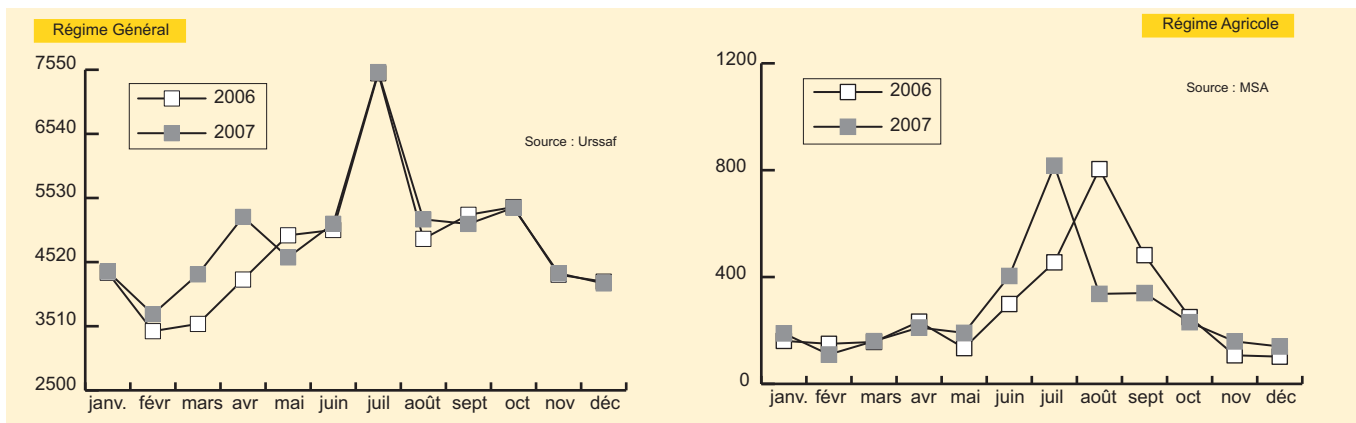 Régime Général
7550
6540
5530
4520
3510
2500
2006
2007
Source : Urssaf
janv. févr mars avr mai juin juil août sept oct nov déc
Régime Agricole
1200
800
400
0
2006
2007
Source : MSA
janv. févr mars avr mai juin juil août sept oct nov déc